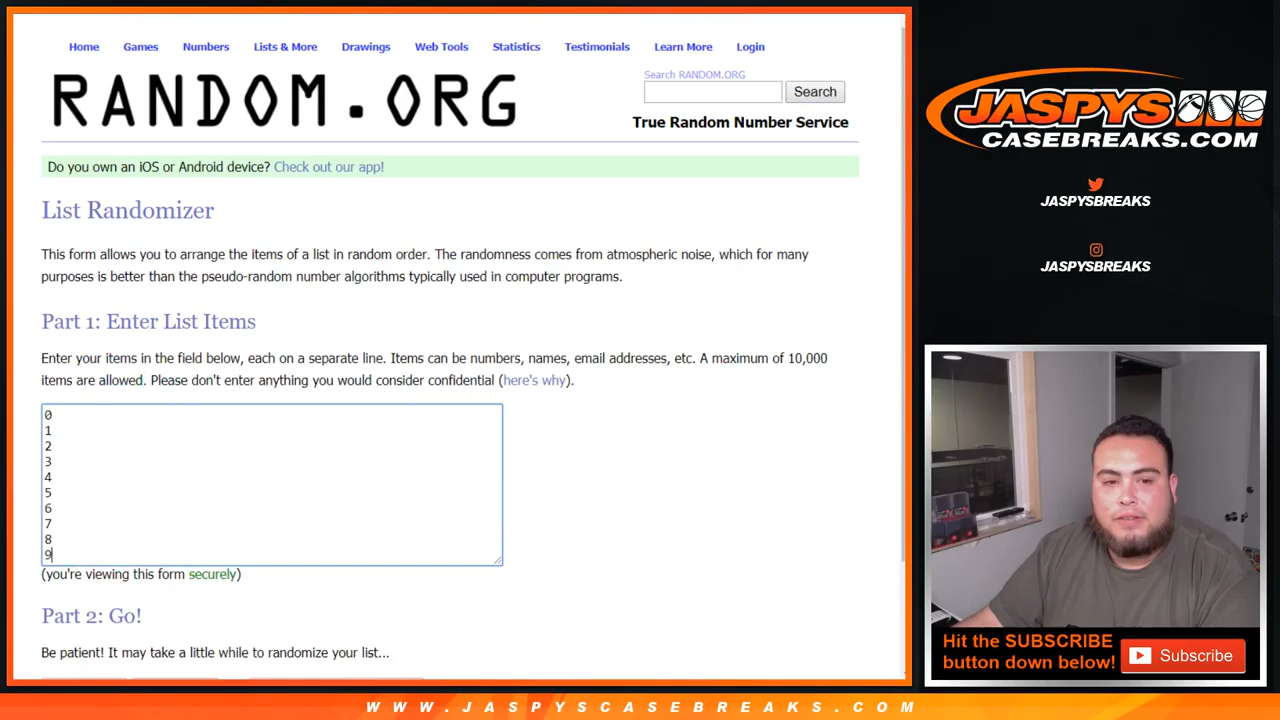 Home Games Numbers Lists & More Drawings Web Tools Statistics Testimonials Learn More Login
RANDOM.ORG
Search RANDOM.ORG
Search
True Random Number Service
Do you own an iOS or Android device? Check out our app!
List Randomizer
This form allows you to arrange the items of a list in random order. The randomness comes from atmospheric noise, which for many
purposes is better than the pseudo-random number algorithms typically used in computer programs.
Part 1: Enter List Items
Enter your items in the field below, each on a separate line. Items can be numbers, names, email addresses, etc. A maximum of 10,000
items are allowed. Please don't enter anything you would consider confidential (here's why).
0
1
2
3
4
5
6
7
8
9
(you're viewing this form securely)
Part 2: Go!
Be patient! It may take a little while to randomize your list...
JASPYS
CASEBREAKS.COM
JASPYSBREAKS
JASPYSBREAKS
Hit the SUBSCRIBE
button down below!
Subscribe
WWW.JASPYSCASEBREAKS.COM